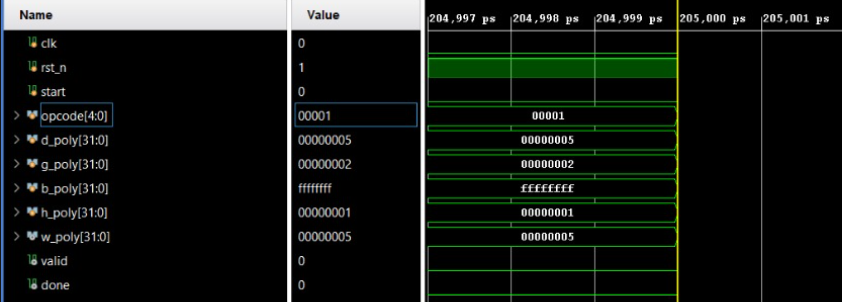 Name Value 204,997 ps 204,998 ps 204,999 ps 205,000 ps 205,001 ps
clk 0
rst_n 1
start 0
opcode[4:0] 00001 00001
d_poly[31:0] 00000005 00000005
g_poly[31:0] 00000002 00000002
b_poly[31:0] ffffffff ffffffff
h_poly[31:0] 00000001 00000001
w_poly[31:0] 00000005 00000005
valid 0
done 0